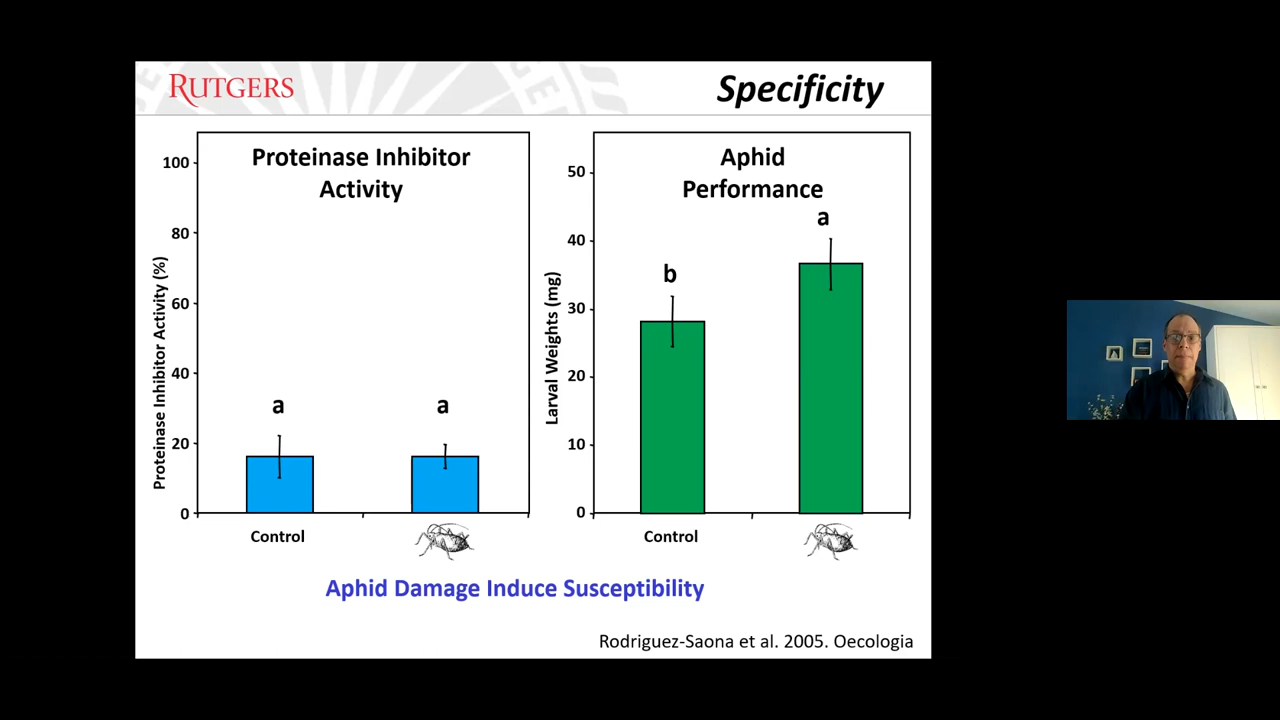 RUTGERS
Specificity
Proteinase Inhibitor
Activity
Proteinase Inhibitor Activity (%)
100
80
60
40
20
0
a
a
Control
Aphid
Performance
Larval Weights (mg)
50
40
30
20
10
0
b
a
Control
Aphid Damage Induce Susceptibility
Rodriguez-Saona et al. 2005. Oecologia